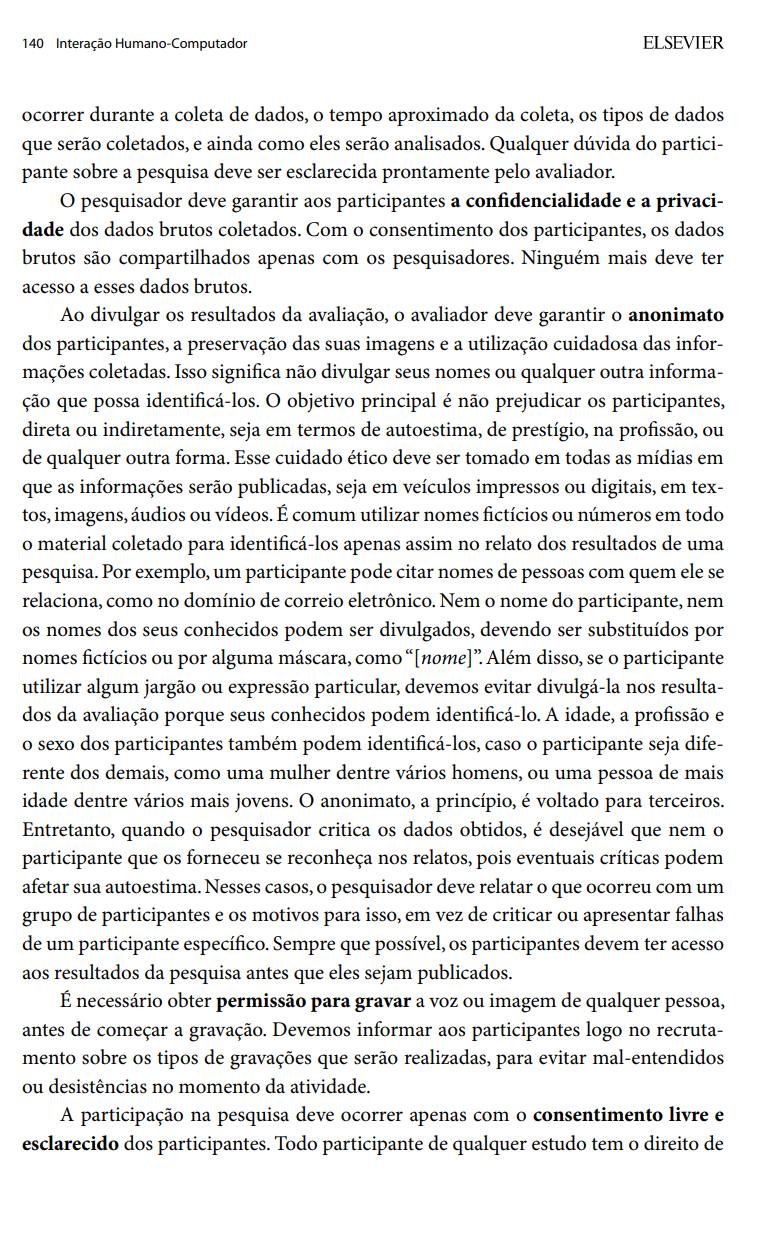 140 Interação Humano-Computador ELSEVIER
ocorrer durante a coleta de dados, o tempo aproximado da coleta, os tipos de dados
que serão coletados, e ainda como eles serão analisados. Qualquer dúvida do partici-
pante sobre a pesquisa deve ser esclarecida prontamente pelo avaliador.
O pesquisador deve garantir aos participantes a confidencialidade e a privaci-
dade dos dados brutos coletados. Com o consentimento dos participantes, os dados
brutos são compartilhados apenas com os pesquisadores. Ninguém mais deve ter
acesso a esses dados brutos.
Ao divulgar os resultados da avaliação, o avaliador deve garantir o anonimato
dos participantes, a preservação das suas imagens e a utilização cuidadosa das infor-
mações coletadas. Isso significa não divulgar seus nomes ou qualquer outra informa-
ção que possa identificá-los. O objetivo principal é não prejudicar os participantes,
direta ou indiretamente, seja em termos de autoestima, de prestígio, na profissão, ou
de qualquer outra forma. Esse cuidado ético deve ser tomado em todas as mídias em
que as informações serão publicadas, seja em veículos impressos ou digitais, em tex-
tos, imagens, áudios ou vídeos. É comum utilizar nomes fictícios ou números em todo
o material coletado para identificá-los apenas assim no relato dos resultados de uma
pesquisa. Por exemplo, um participante pode citar nomes de pessoas com quem ele se
relaciona, como no domínio de correio eletrônico. Nem o nome do participante, nem
os nomes dos seus conhecidos podem ser divulgados, devendo ser substituídos por
nomes fictícios ou por alguma máscara, como “[nome]”. Além disso, se o participante
utilizar algum jargão ou expressão particular, devemos evitar divulgá-la nos resulta-
dos da avaliação porque seus conhecidos podem identificá-lo. A idade, a profissão e
o sexo dos participantes também podem identificá-los, caso o participante seja dife-
rente dos demais, como uma mulher dentre vários homens, ou uma pessoa de mais
idade dentre vários mais jovens. O anonimato, a princípio, é voltado para terceiros.
Entretanto, quando o pesquisador critica os dados obtidos, é desejável que nem o
participante que os forneceu se reconheça nos relatos, pois eventuais críticas podem
afetar sua autoestima. Nesses casos, o pesquisador deve relatar o que ocorreu com um
grupo de participantes e os motivos para isso, em vez de criticar ou apresentar falhas
de um participante específico. Sempre que possível, os participantes devem ter acesso
aos resultados da pesquisa antes que eles sejam publicados.
É necessário obter permissão para gravar a voz ou imagem de qualquer pessoa,
antes de começar a gravação. Devemos informar aos participantes logo no recruta-
mento sobre os tipos de gravações que serão realizadas, para evitar mal-entendidos
ou desistências no momento da atividade.
A participação na pesquisa deve ocorrer apenas com o consentimento livre e
esclarecido dos participantes. Todo participante de qualquer estudo tem o direito de